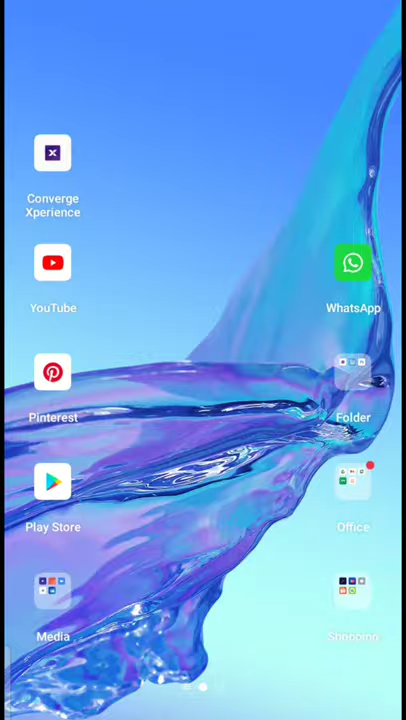 Converge
Xperience
YouTube
WhatsApp
Pinterest
Folder
Play Store
Office
Media
Shopping